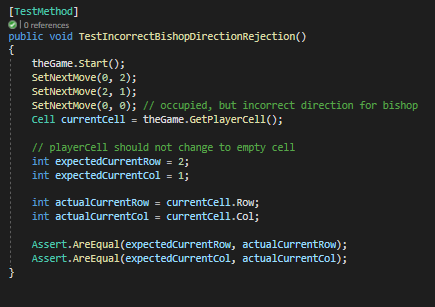 [TestMethod]
0 references
public void TestIncorrectBishopDirectionRejection()
{
theGame.Start();
SetNextMove(0, 2);
SetNextMove(2, 1);
SetNextMove(0, 0); // occupied, but incorrect direction for bishop
Cell currentCell = theGame.GetPlayerCell();
// playerCell should not change to empty cell
int expectedCurrentRow = 2;
int expectedCurrentCol = 1;
int actualCurrentRow = currentCell.Row;
int actualCurrentCol = currentCell.Col;
Assert.AreEqual(expectedCurrentRow, actualCurrentRow);
Assert.AreEqual(expectedCurrentCol, actualCurrentCol);
}